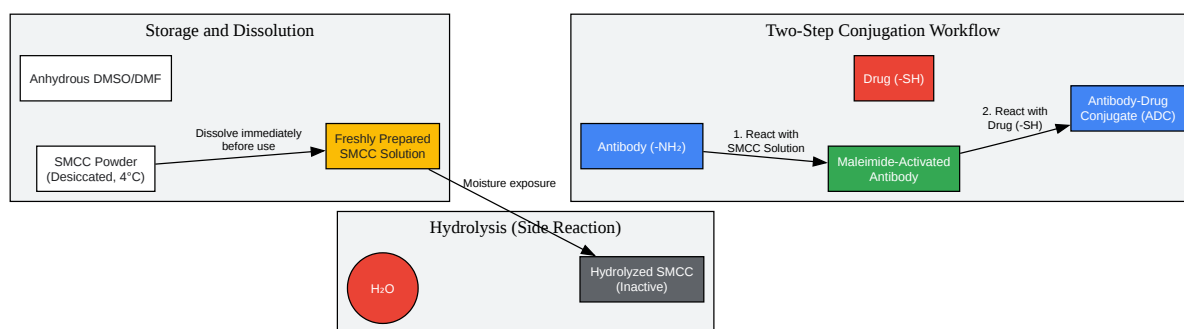 Storage and Dissolution
Anhydrous DMSO/DMF
SMCC Powder
(Desiccated, 4°C)
Dissolve immediately
before use
Freshly Prepared
SMCC Solution
Moisture exposure
Hydrolysis (Side Reaction)
H₂O
Hydrolyzed SMCC
(Inactive)
Two-Step Conjugation Workflow
Drug (-SH)
Antibody (-NH₂)
1. React with
SMCC Solution
Maleimide-Activated
Antibody
2. React with
Drug (-SH)
Antibody-Drug
Conjugate (ADC)